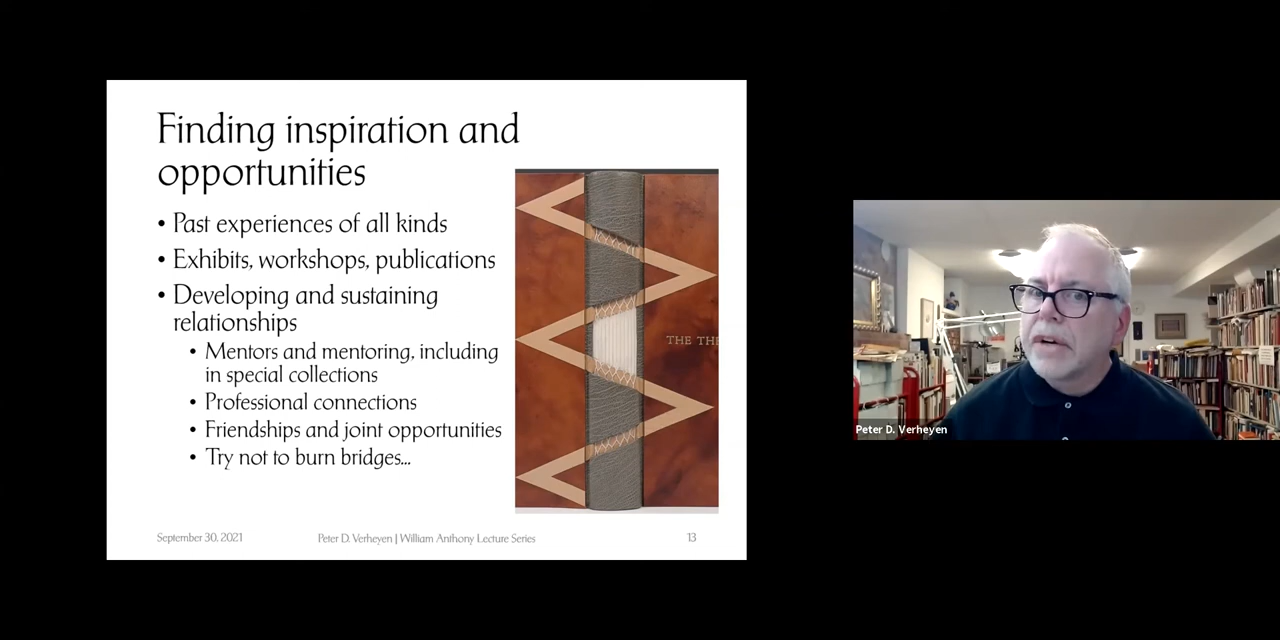 Finding inspiration and
opportunities
• Past experiences of all kinds
• Exhibits, workshops, publications
• Developing and sustaining
relationships
• Mentors and mentoring, including
in special collections
• Professional connections
• Friendships and joint opportunities
• Try not to burn bridges...
THE THE
September 30, 2021
Peter D. Verheyen | William Anthony Lecture Series
13
Peter D. Verheyen